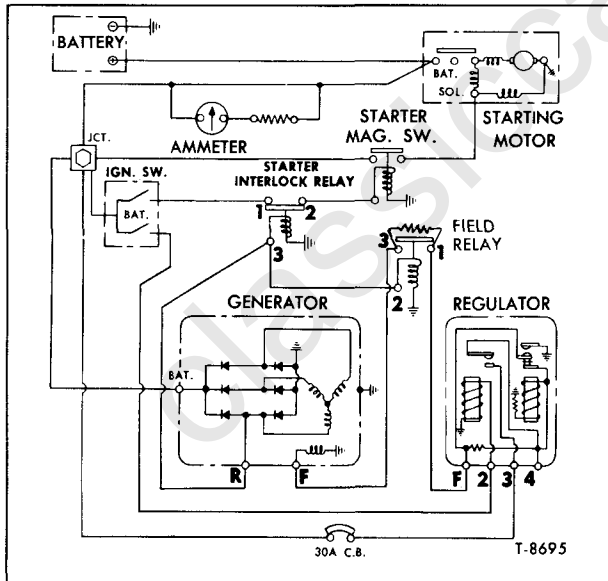 BATTERY
BAT.
SOL.
STARTING
MOTOR
AMMETER
STARTER
MAG. SW.
JCT.
IGN. SW.
BAT.
STARTER
INTERLOCK RELAY
1 2
3
FIELD
RELAY
3 1
2
GENERATOR
BAT.
R F
REGULATOR
F 2 3 4
30A C.B.
T-8695
classicca